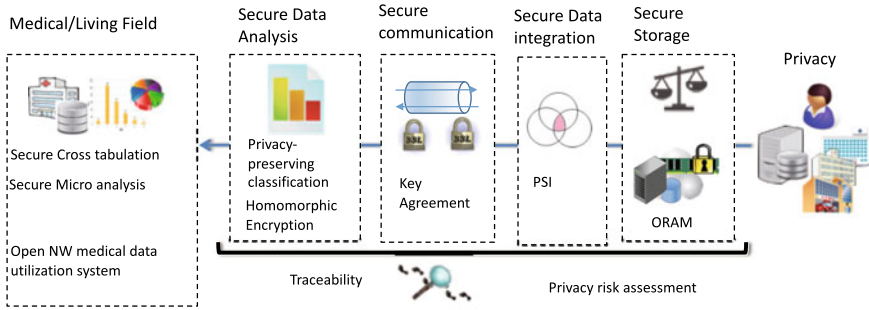 Medical/Living Field
Secure Data
Analysis
Secure
communication
Secure Data
integration
Secure
Storage
Privacy
Secure Cross tabulation
Secure Micro analysis
Open NW medical data
utilization system
Privacy-
preserving
classification
Homomorphic
Encryption
SSL
SSL
Key
Agreement
PSI
ORAM
Traceability
Privacy risk assessment